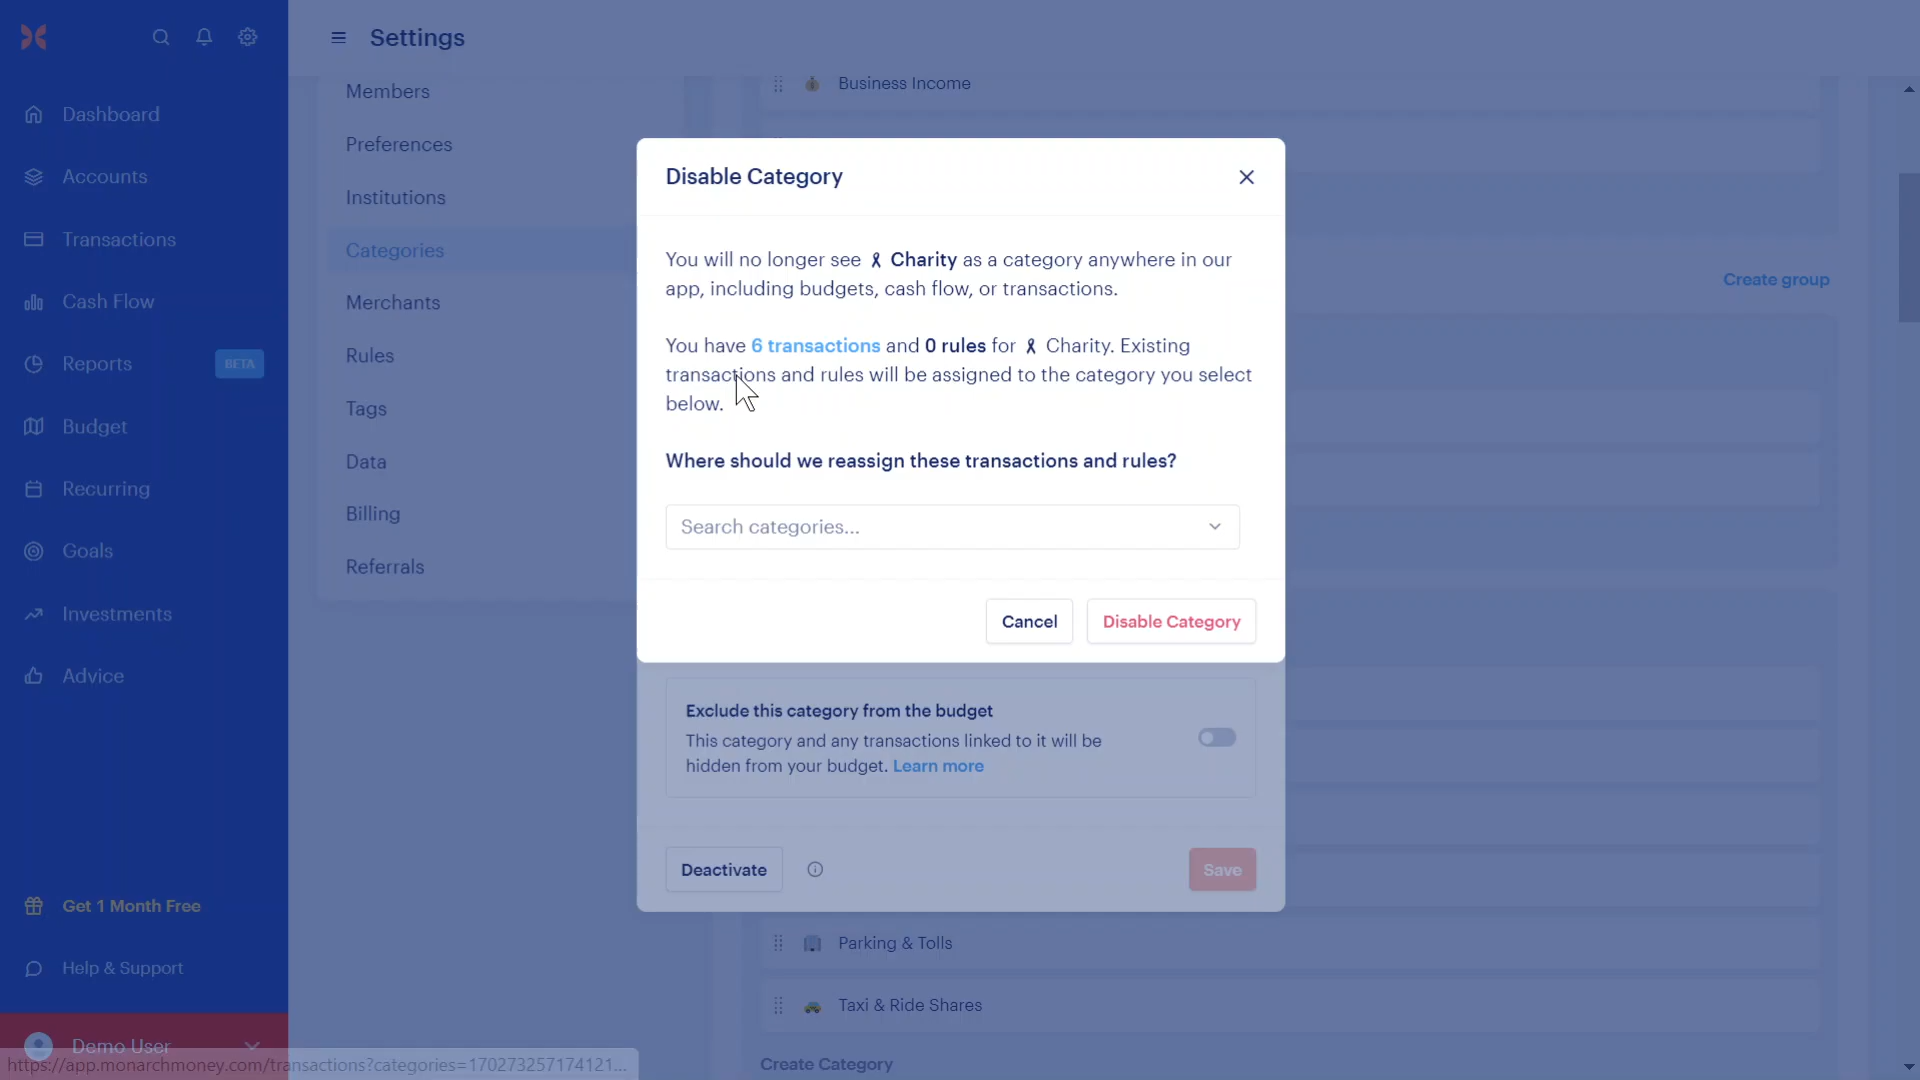 Settings
Dashboard
Accounts
Transactions
Cash Flow
Reports
BETA
Budget
Recurring
Goals
Investments
Advice
Get 1 Month Free
Help & Support
Demo User
https://app.monarchmoney.com/transactions?categories=170273257174121...
Members
Preferences
Institutions
Categories
Merchants
Rules
Tags
Data
Billing
Referrals
Business Income
Create group
Disable Category
You will no longer see Charity as a category anywhere in our
app, including budgets, cash flow, or transactions.
You have 6 transactions and 0 rules for Charity. Existing
transactions and rules will be assigned to the category you select
below.
Where should we reassign these transactions and rules?
Search categories...
Cancel
Disable Category
Exclude this category from the budget
This category and any transactions linked to it will be
hidden from your budget. Learn more
Deactivate
Save
Parking & Tolls
Taxi & Ride Shares
Create Category